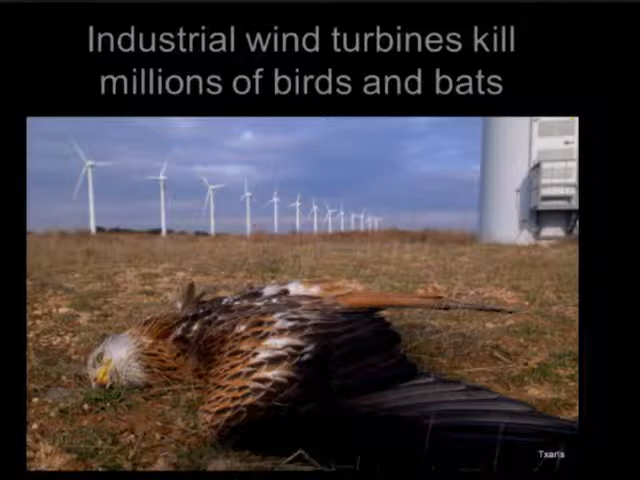 Industrial wind turbines kill
millions of birds and bats
Txaris